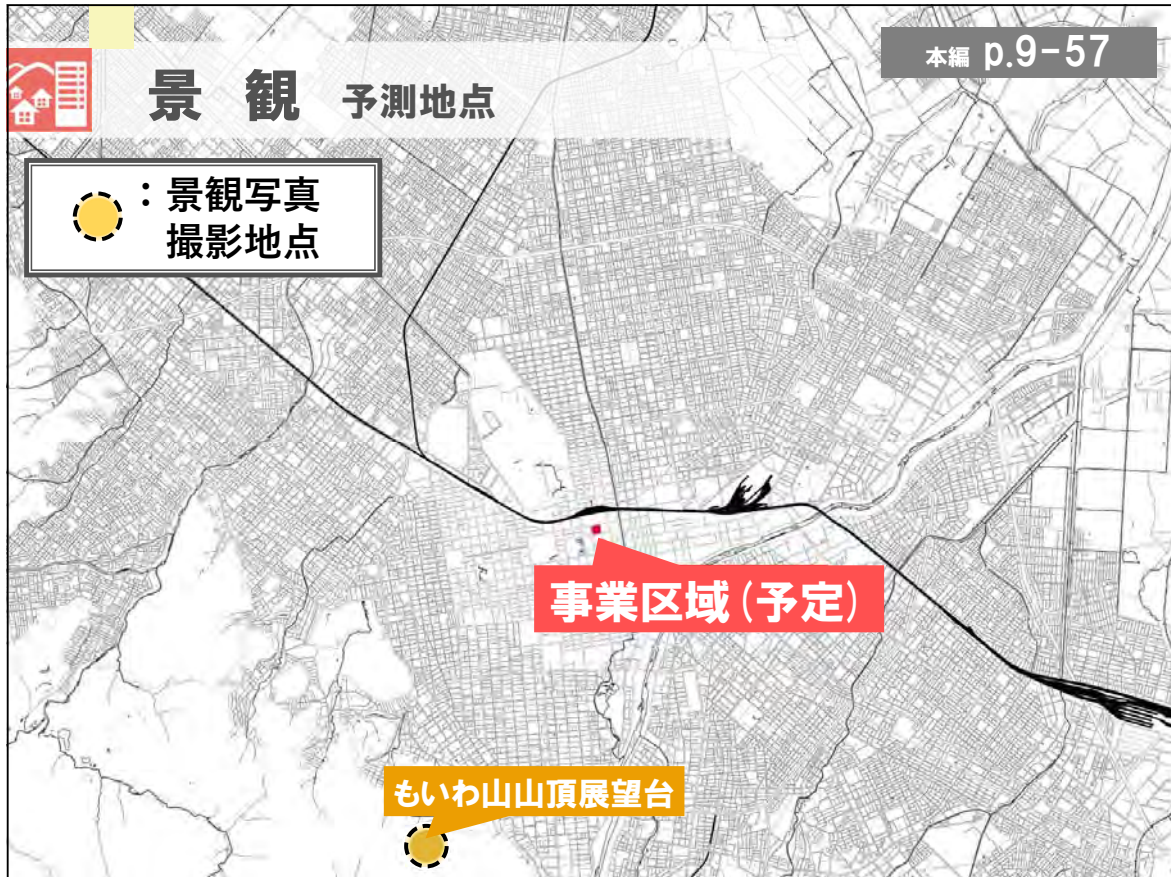 本編 p.9-57
景観 予測地点
：景観写真
撮影地点
事業区域(予定)
もいわ山山頂展望台